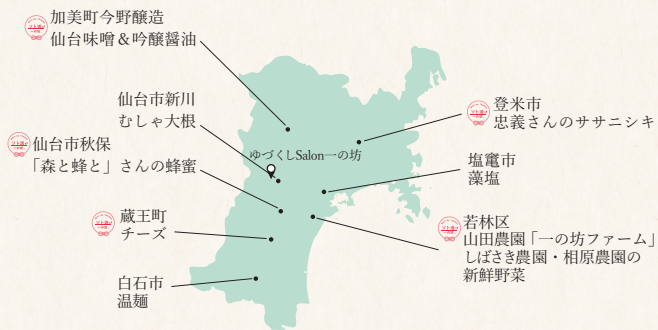 加美町今野醸造
仙台味噌＆吟醸醤油
仙台市新川
むしゃ大根
仙台市秋保
「森と蜂と」さんの蜂蜜
蔵王町
チーズ
白石市
温麺
ゆづくしSalon一の坊
登米市
忠義さんのササニシキ
塩竈市
藻塩
若林区
山田農園「一の坊ファーム」
しばさき農園・相原農園の
新鮮野菜